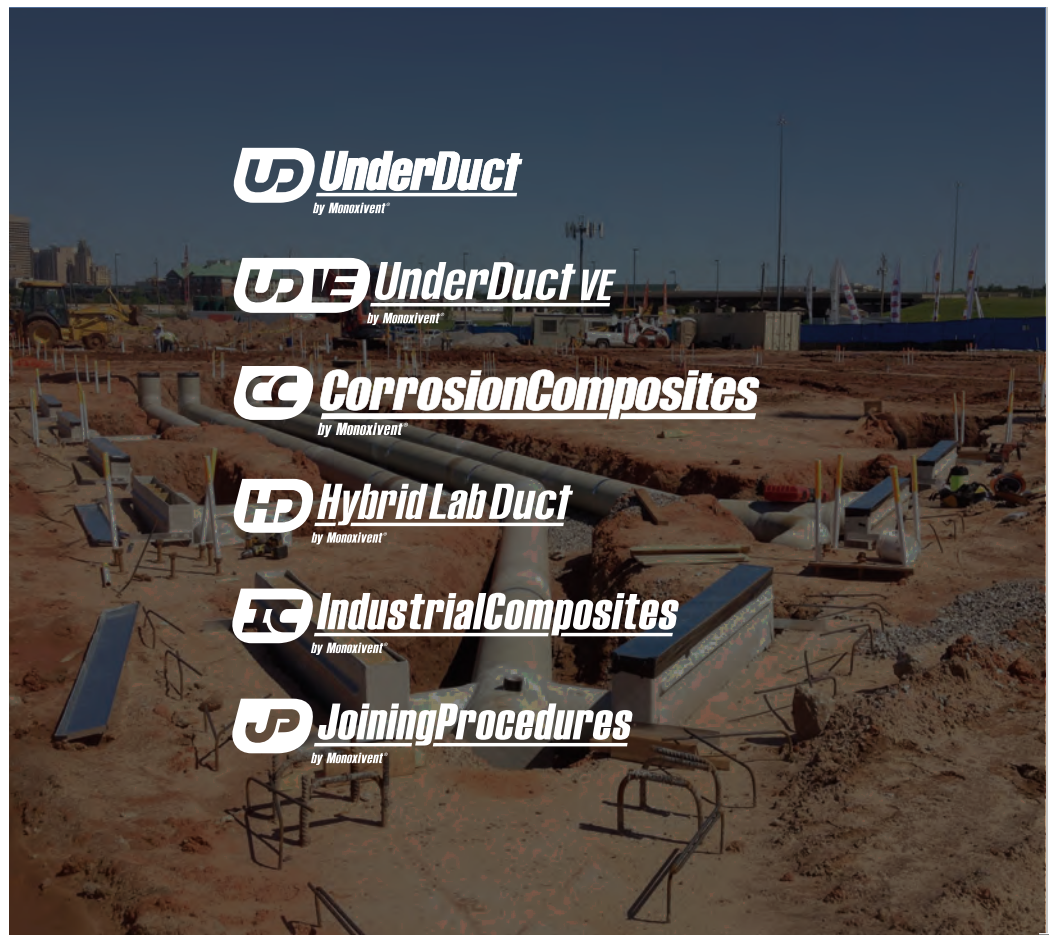 UD UnderDuct
by Monoxivent®
UD VE UnderDuct VE
by Monoxivent®
CC CorrosionComposites
by Monoxivent®
HD Hybrid Lab Duct
by Monoxivent®
IC IndustrialComposites
by Monoxivent®
JP JoiningProcedures
by Monoxivent®